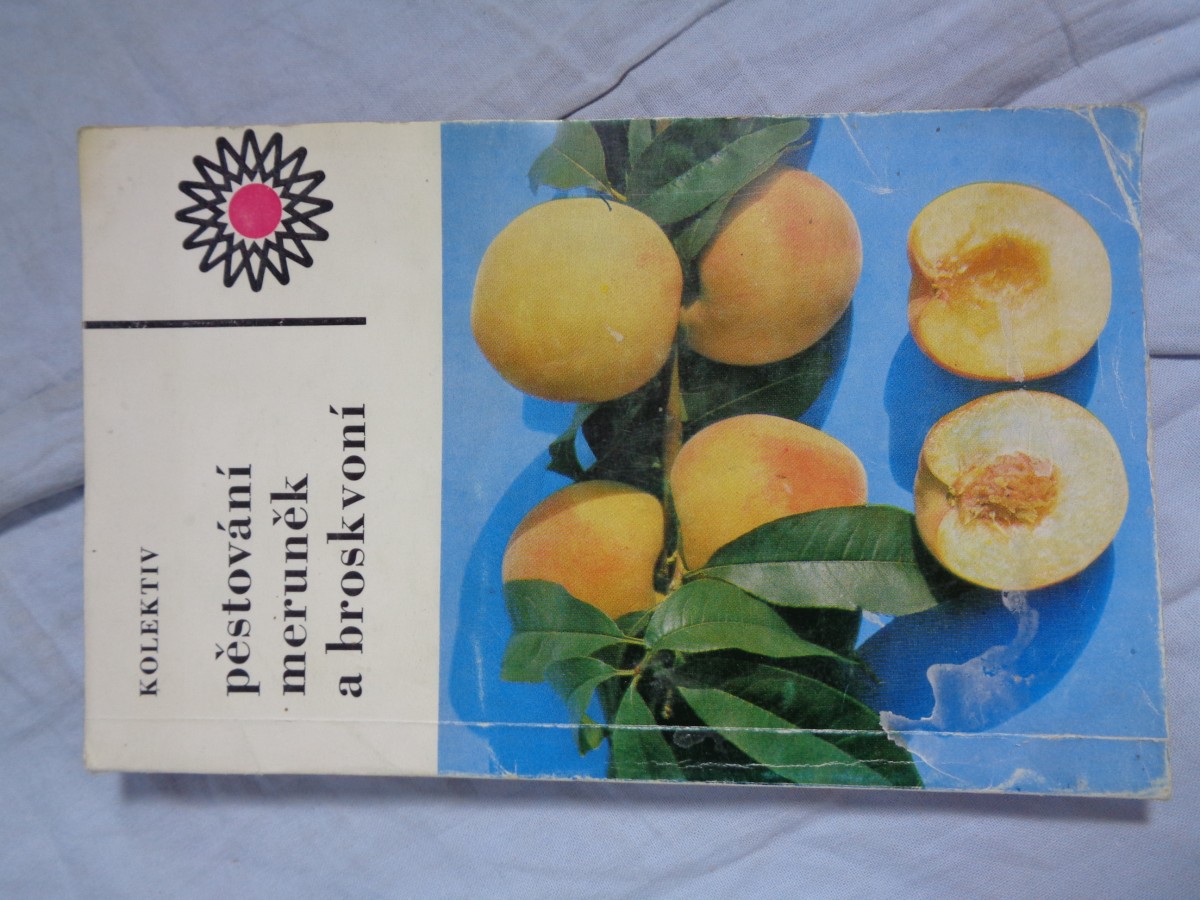 KOLEKTIV
pěstování
meruněk
a broskvoní